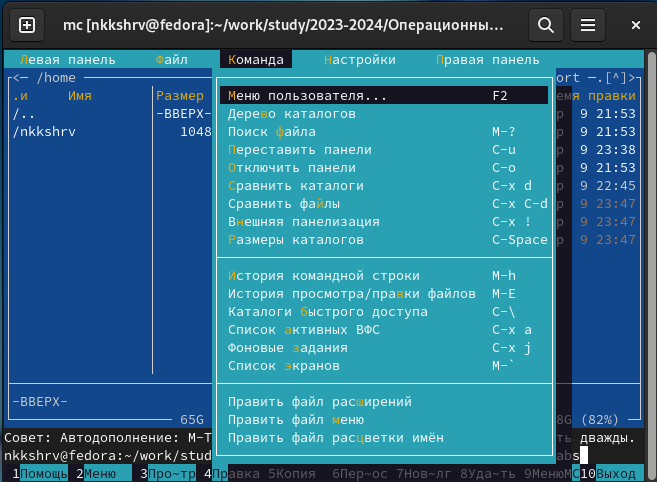 mc [nkkshrv@fedora]:~/work/study/2023-2024/Операционны...
Левая панель Файл Команда Настройки Правая панель
<— /home ort —.[^]>
.и Имя Размер емя правки
/.. -ВВЕРХ- р 9 21:53
/nkkshrv 1048 р 9 21:53
р 9 23:38
р 9 21:53
р 9 22:45
р 9 23:47
р 9 23:47
р 9 23:47
Меню пользователя... F2
Дерево каталогов
Поиск файла M-?
Переставить панели C-u
Отключить панели C-o
Сравнить каталоги C-x d
Сравнить файлы C-x C-d
Внешняя панелизация C-x !
Размеры каталогов C-Space
История командной строки M-h
История просмотра/правки файлов M-E
Каталоги быстрого доступа C-\
Список активных ВФС C-x a
Фоновые задания C-x j
Список экранов M-`
Править файл расширений
Править файл меню
Править файл расцветки имён
-ВВЕРХ-
65G 8G (82%)
Совет: Автодополнение: M-T ть дважды.
nkkshrv@fedora:~/work/stud abs
1Помощь 2Меню 3Про~тр 4Правка 5Копия 6Пер~ос 7Нов~лг 8Уда~ть 9МенюMC 10Выход